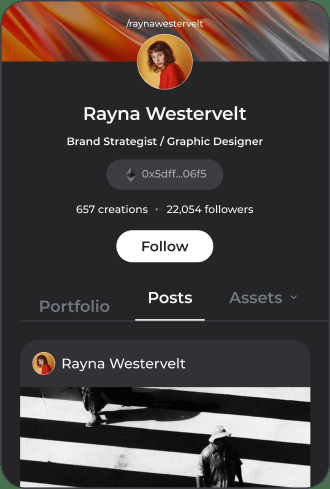 /raynawestervelt
Rayna Westervelt
Brand Strategist / Graphic Designer
0x5dff...06f5
657 creations • 22,054 followers
Follow
Portfolio Posts Assets
Rayna Westervelt